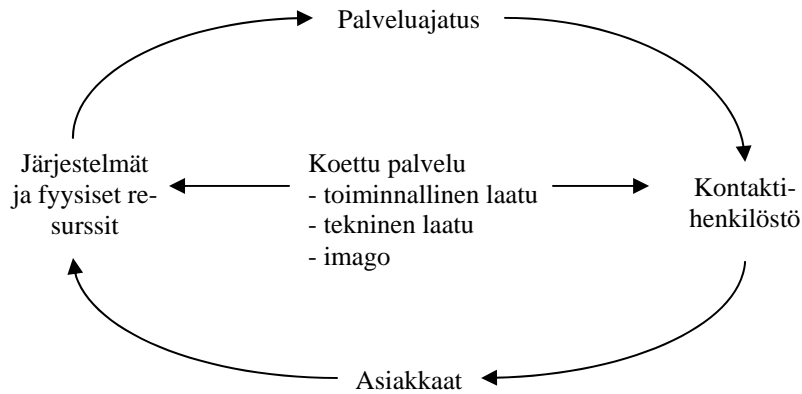 Palveluajatus
Järjestelmät
ja fyysiset re-
surssit
Koettu palvelu
- toiminnallinen laatu
- tekninen laatu
- imago
Kontakti-
henkilöstö
Asiakkaat